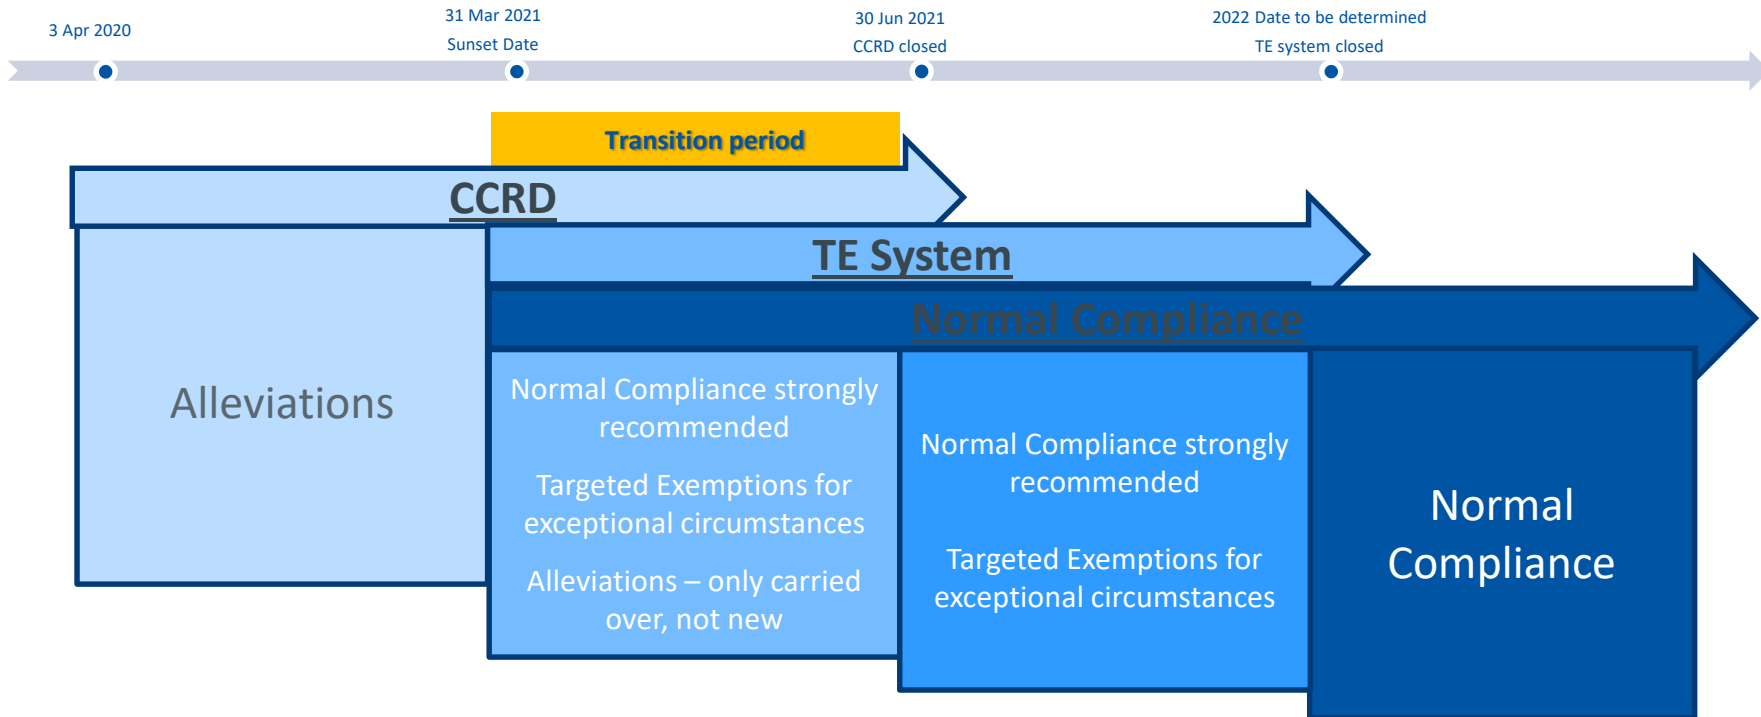 3 Apr 2020
31 Mar 2021
Sunset Date
30 Jun 2021
CCRD closed
2022 Date to be determined
TE system closed
Transition period
CCRD
TE System
Normal Compliance
Alleviations
Normal Compliance strongly
recommended
Targeted Exemptions for
exceptional circumstances
Alleviations – only carried
over, not new
Normal Compliance strongly
recommended
Targeted Exemptions for
exceptional circumstances
Normal
Compliance